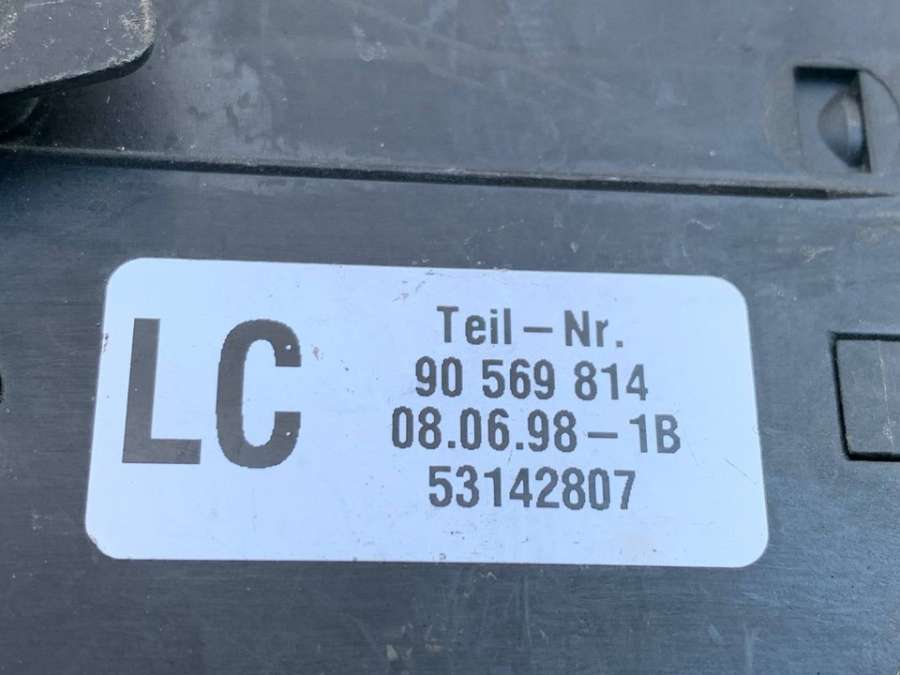 LC
Teil-Nr.
90 569 814
08.06.98-1B
53142807